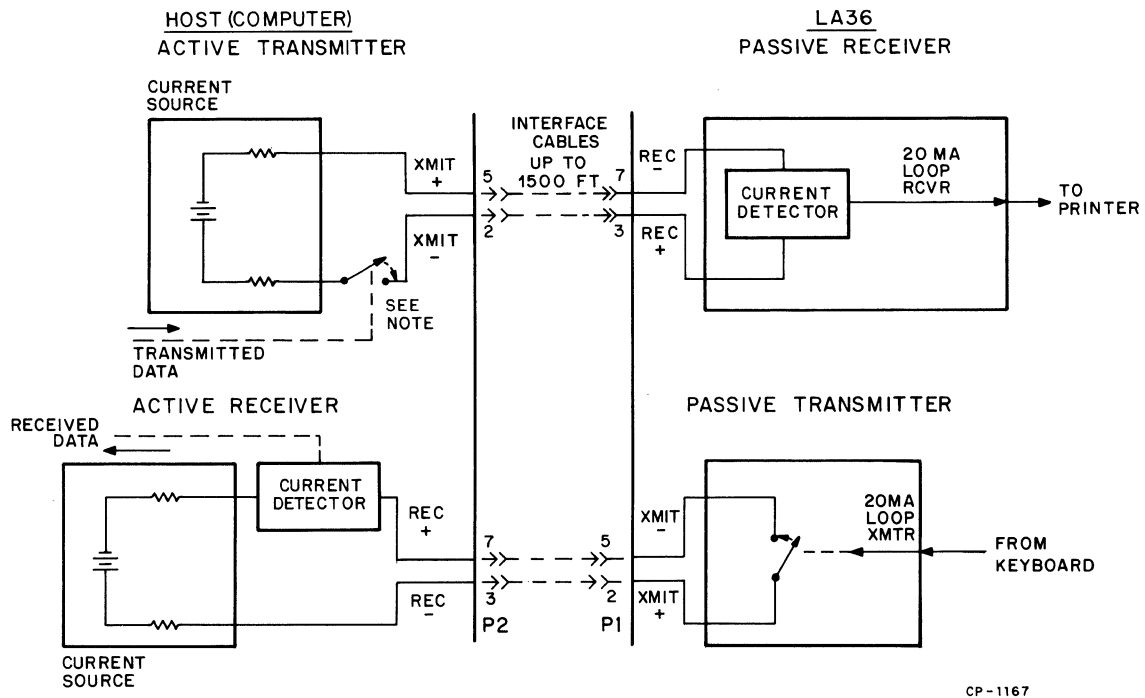 HOST (COMPUTER)
ACTIVE TRANSMITTER
LA36
PASSIVE RECEIVER
CURRENT
SOURCE
XMIT
+
5
INTERFACE
CABLES
UP TO
1500 FT
7
REC
-
CURRENT
DETECTOR
20 MA
LOOP
RCVR
TO
PRINTER
2
XMIT
-
3
REC
+
SEE
NOTE
TRANSMITTED
DATA
ACTIVE RECEIVER
PASSIVE TRANSMITTER
RECEIVED
DATA
CURRENT
DETECTOR
REC
+
7
5
XMIT
-
20MA
LOOP
XMTR
FROM
KEYBOARD
REC
-
3
2
XMIT
+
P2
P1
CURRENT
SOURCE
CP-1167